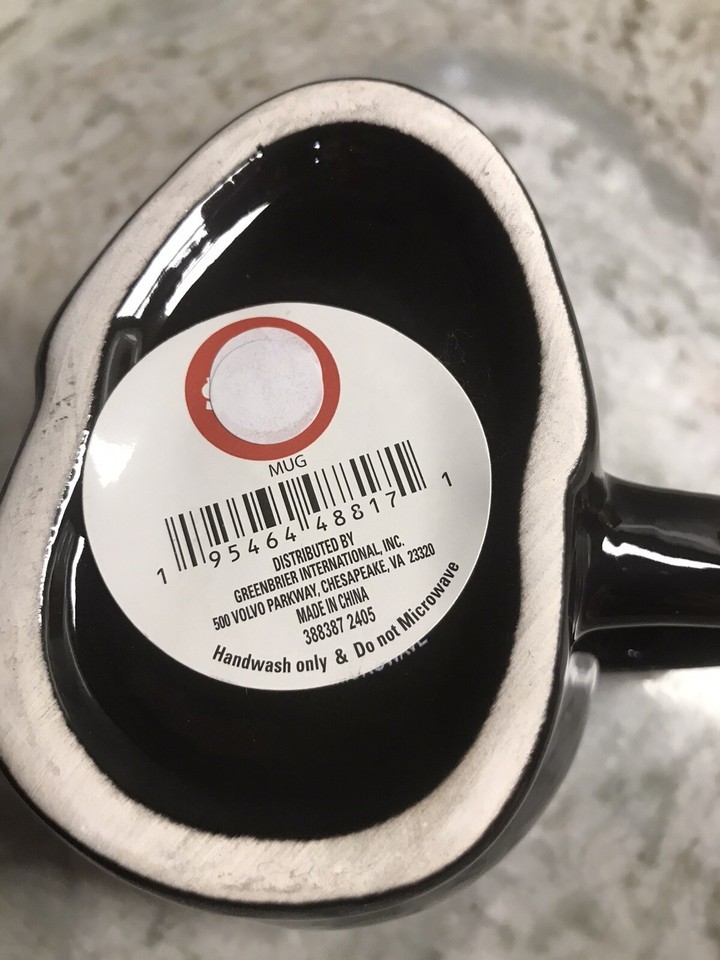 MUG
1 95464 48817 1
DISTRIBUTED BY
GREENBRIER INTERNATIONAL, INC.
500 VOLVO PARKWAY, CHESAPEAKE, VA 23320
MADE IN CHINA
388387 2405
Handwash only & Do not Microwave